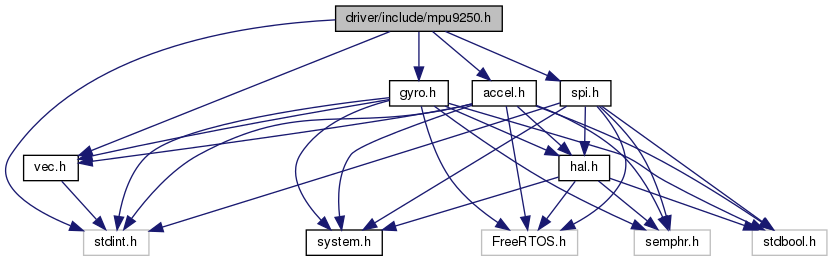 driver/include/mpu9250.h
gyro.h
accel.h
spi.h
vec.h
hal.h
stdint.h
system.h
FreeRTOS.h
semphr.h
stdbool.h